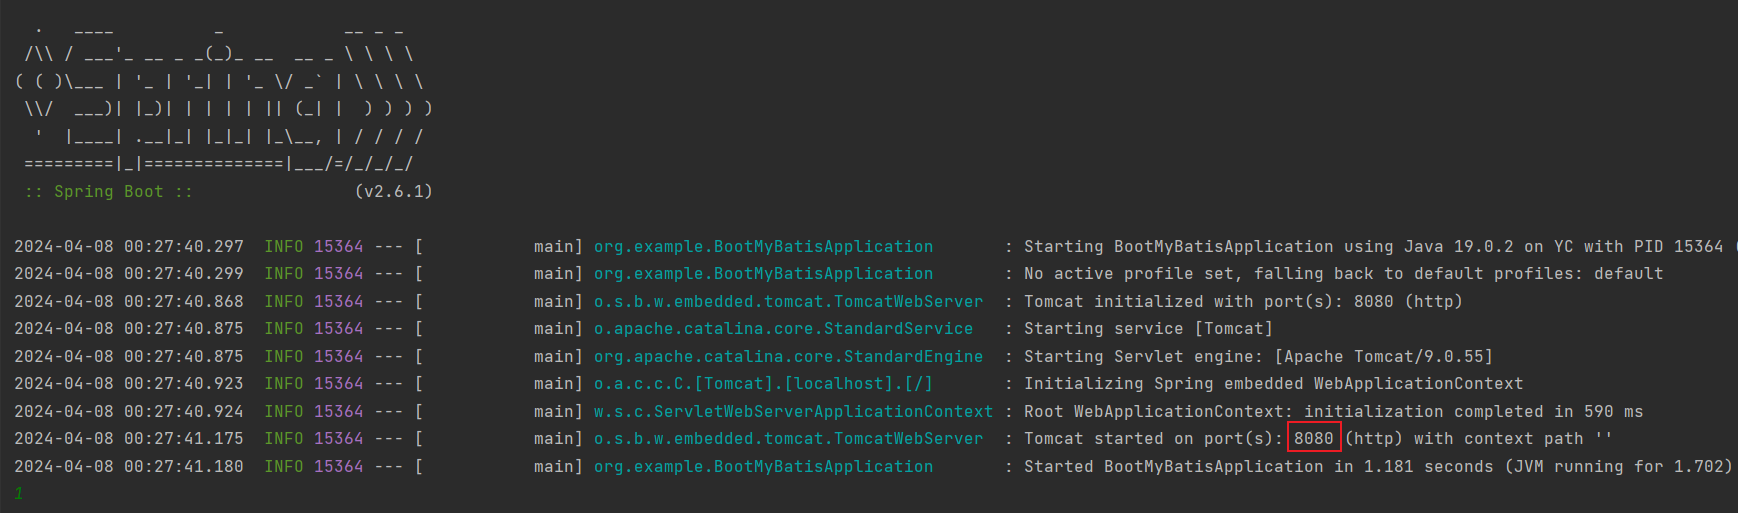 .   ____          _            __ _ _
 /\\ / ___'_ __ _ _(_)_ __  __ _ \ \ \ \
( ( )\___ | '_ | '_| | '_ \/ _` | \ \ \ \
 \\/  ___)| |_)| | | | | || (_| |  ) ) ) )
  '  |____| .__|_| |_|_| |_\__, | / / / /
 =========|_|==============|___/=/_/_/_/
 :: Spring Boot ::                (v2.6.1)
2024-04-08 00:27:40.297  INFO 15364 --- [           main] org.example.BootMyBatisApplication       : Starting BootMyBatisApplication using Java 19.0.2 on YC with PID 15364 (
2024-04-08 00:27:40.299  INFO 15364 --- [           main] org.example.BootMyBatisApplication       : No active profile set, falling back to default profiles: default
2024-04-08 00:27:40.868  INFO 15364 --- [           main] o.s.b.w.embedded.tomcat.TomcatWebServer  : Tomcat initialized with port(s): 8080 (http)
2024-04-08 00:27:40.875  INFO 15364 --- [           main] o.apache.catalina.core.StandardService   : Starting service [Tomcat]
2024-04-08 00:27:40.875  INFO 15364 --- [           main] org.apache.catalina.core.StandardEngine  : Starting Servlet engine: [Apache Tomcat/9.0.55]
2024-04-08 00:27:40.923  INFO 15364 --- [           main] o.a.c.c.C.[Tomcat].[localhost].[/]       : Initializing Spring embedded WebApplicationContext
2024-04-08 00:27:40.924  INFO 15364 --- [           main] w.s.c.ServletWebServerApplicationContext : Root WebApplicationContext: initialization completed in 590 ms
2024-04-08 00:27:41.175  INFO 15364 --- [           main] o.s.b.w.embedded.tomcat.TomcatWebServer  : Tomcat started on port(s): 8080 (http) with context path ''
2024-04-08 00:27:41.180  INFO 15364 --- [           main] org.example.BootMyBatisApplication       : Started BootMyBatisApplication in 1.181 seconds (JVM running for 1.702)
1